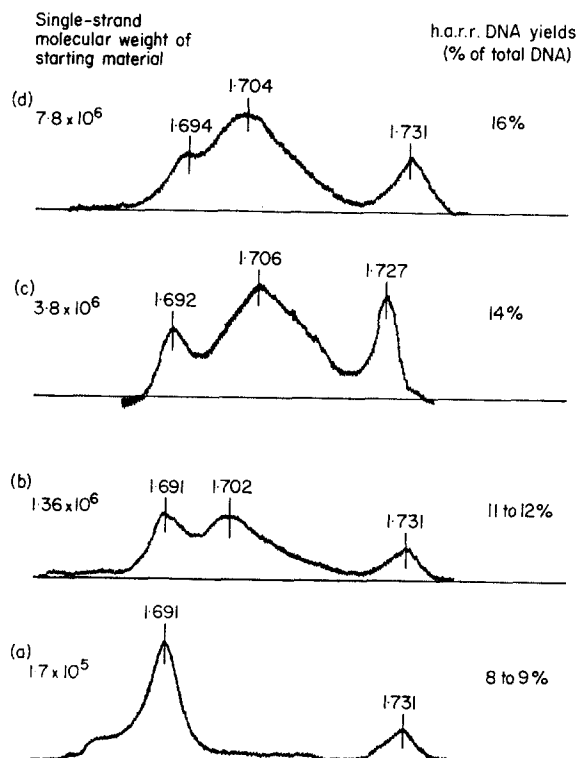 Single-strand
molecular weight of
starting material
h.a.r.r. DNA yields
(% of total DNA)
(d)
7·8 x 10⁶
1·694
1·704
1·731
16%
(c)
3·8 x 10⁶
1·692
1·706
1·727
14%
(b)
1·36 x 10⁶
1·691
1·702
1·731
11 to 12%
(a)
1·7 x 10⁵
1·691
1·731
8 to 9%